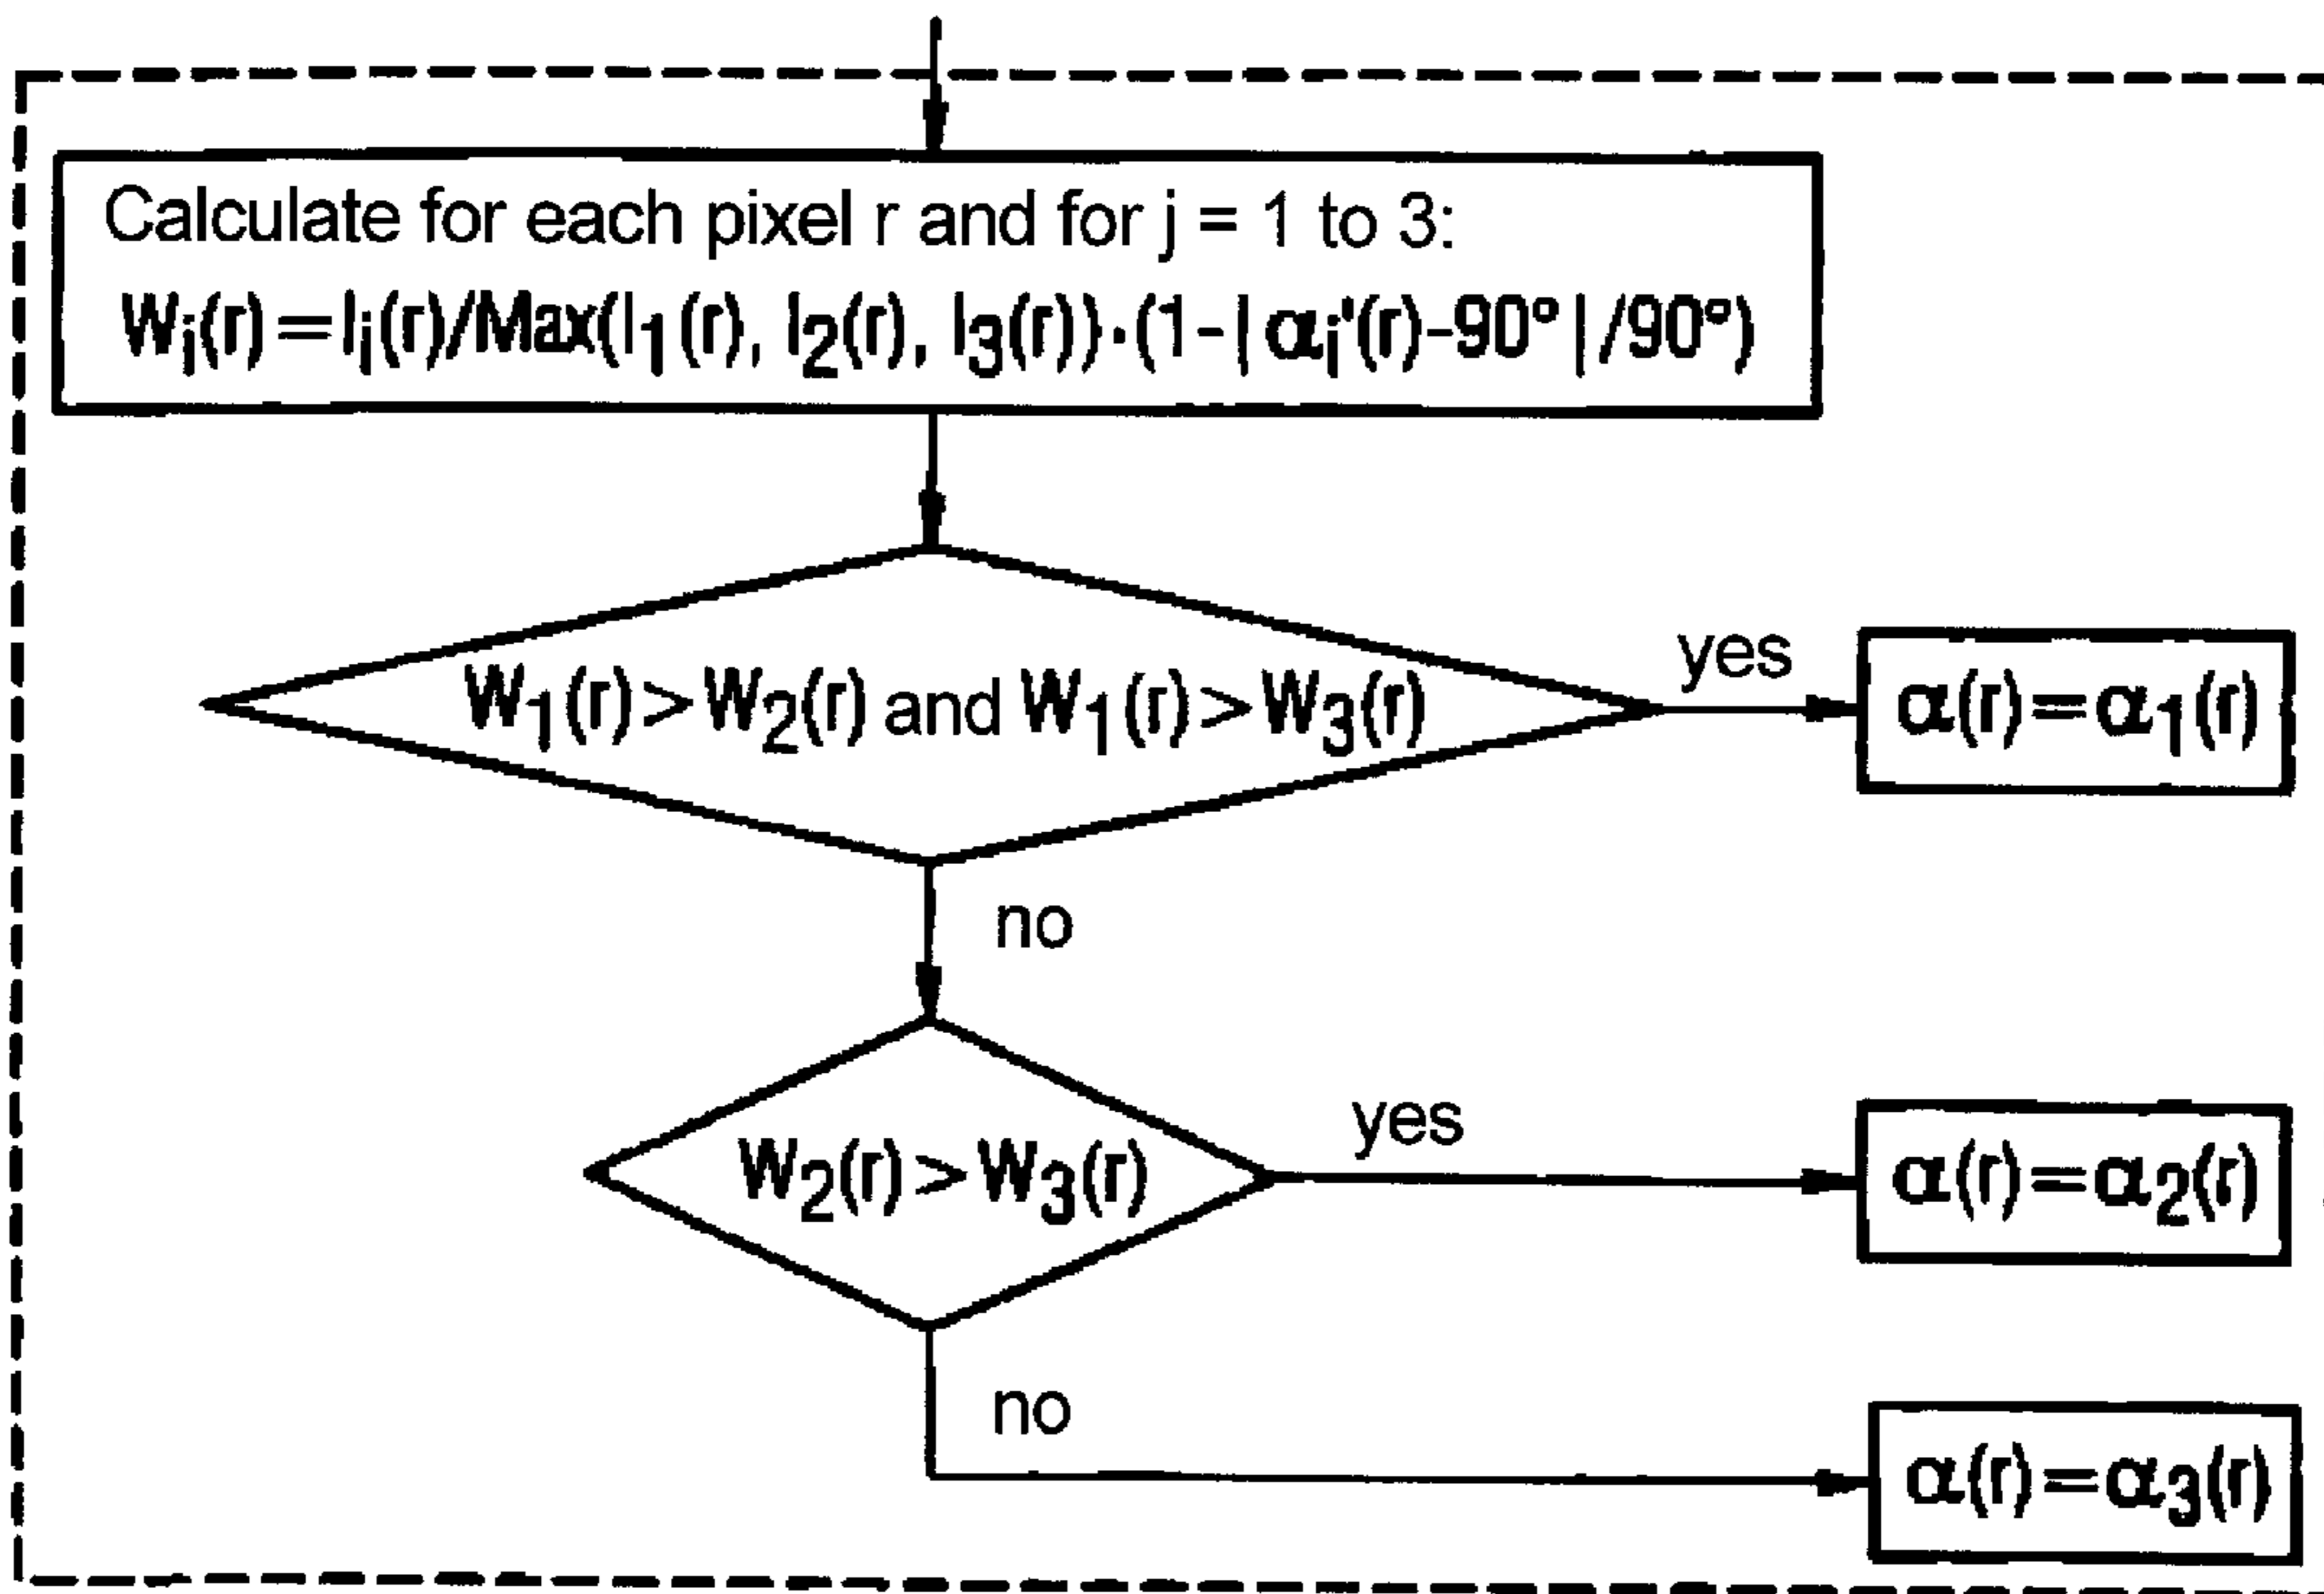 Calculate for each pixel r and for j = 1 to 3:
Wj(r)=Ij(r)/Max(I1(r), I2(r), I3(r))·(1-|αj'(r)-90°|/90°)
W1(r)>W2(r) and W1(r)>W3(r)
yes
α(r)=α1(r)
no
W2(r)>W3(r)
yes
α(r)=α2(r)
no
α(r)=α3(r)